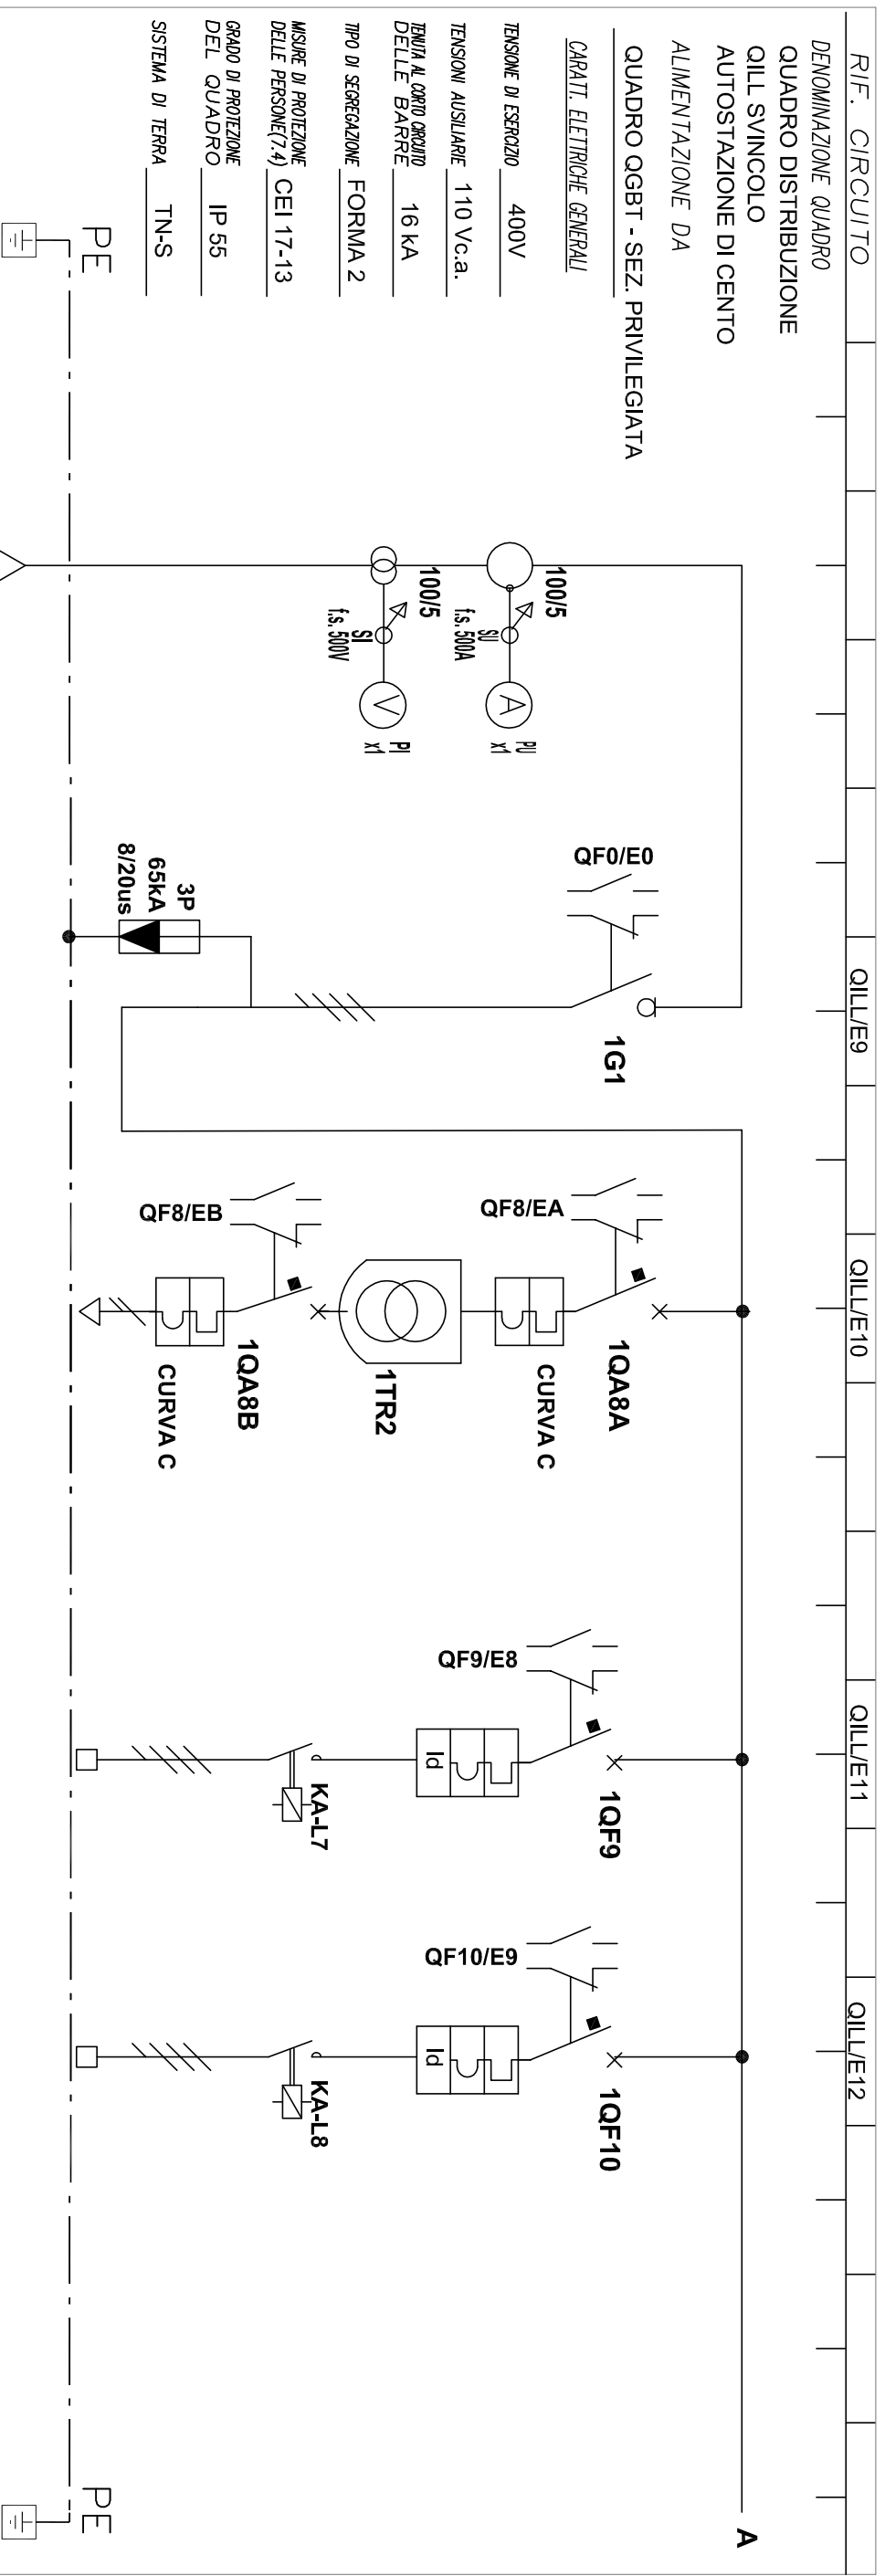 RIF. CIRCUITO
QILL/E9
QILL/E10
QILL/E11
QILL/E12
DENOMINAZIONE QUADRO
QUADRO DISTRIBUZIONE
QILL SVINCOLO
AUTOSTAZIONE DI CENTO
ALIMENTAZIONE DA
QUADRO QGBT - SEZ. PRIVILEGIATA
CARATT. ELETTRICHE GENERALI
TENSIONE DI ESERCIZIO
400V
TENSIONI AUSILIARIE
110 Vc.a.
TENUTA AL CORTO CIRCUITO
DELLE BARRE
16 kA
TIPO DI SEGREGAZIONE
FORMA 2
MISURE DI PROTEZIONE
DELLE PERSONE(7.4)
CEI 17-13
GRADO DI PROTEZIONE
DEL QUADRO
IP 55
SISTEMA DI TERRA
TN-S
PE
100/5
SU
f.s. 500A
A
PU
x1
100/5
SI
f.s. 500V
V
PI
x1
QF0/E0
1G1
3P
65kA
8/20us
QF8/EA
1QA8A
CURVA C
1TR2
QF8/EB
1QA8B
CURVA C
QF9/E8
1QF9
Id
KA-L7
QF10/E9
1QF10
Id
KA-L8
A
PE